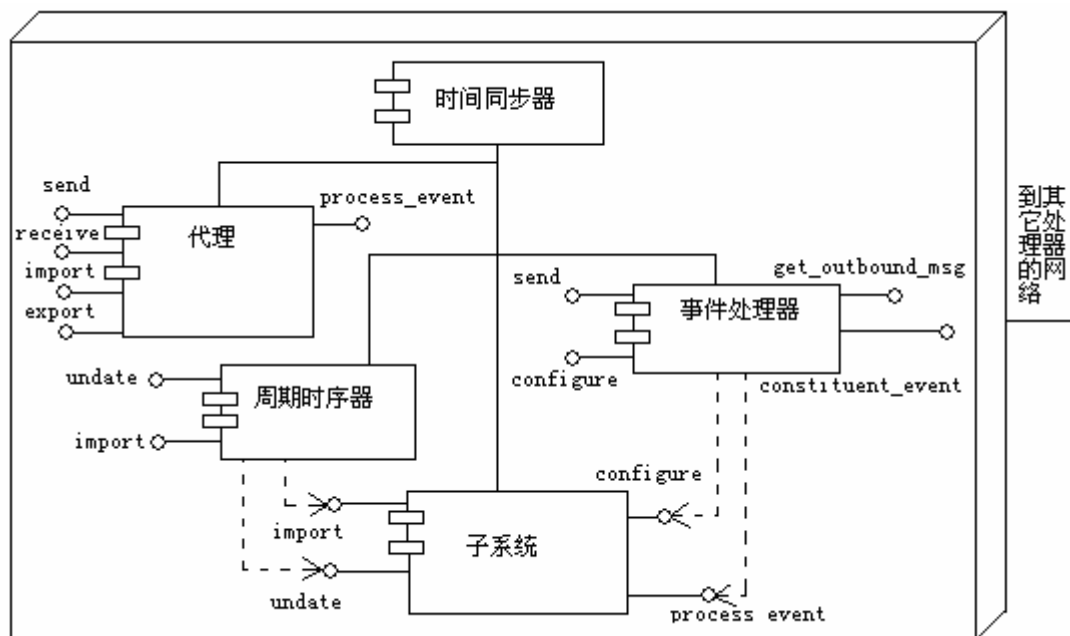 时间同步器
send
process_event
receive
代理
import
export
到其
它处
理器
的网
络
send
get_outbound_msg
事件处理器
configure
constituent_event
undate
周期时序器
import
configure
import
子系统
undate
process event